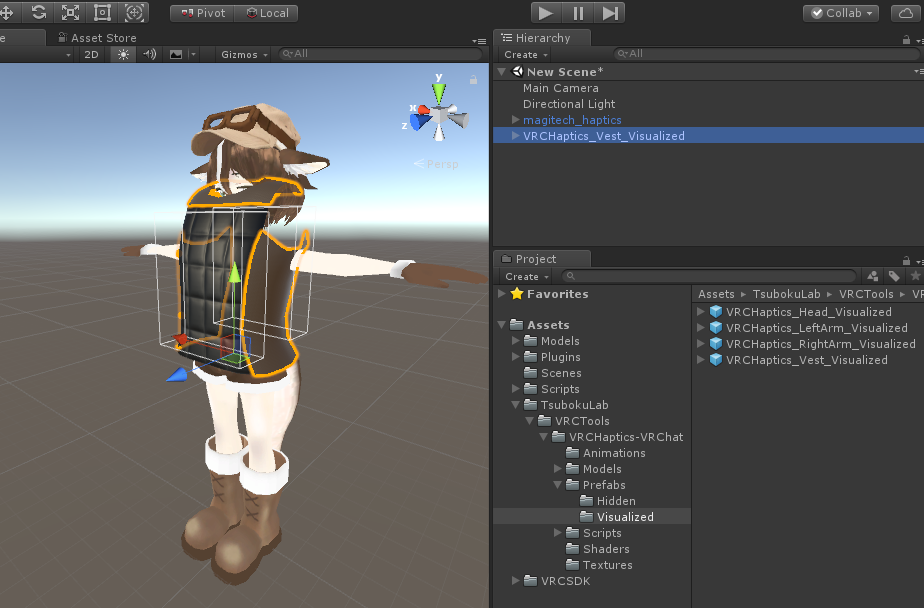 Pivot Local Collab
e Asset Store Hierarchy
2D Gizmos All Create All
New Scene*
Main Camera
Directional Light
magitech_haptics
VRCHaptics_Vest_Visualized
y
x
z
Persp
Project
Create
Favorites
Assets
Models
Plugins
Scenes
Scripts
TsubokuLab
VRCTools
VRCHaptics-VRChat
Animations
Models
Prefabs
Hidden
Visualized
Scripts
Shaders
Textures
VRCSDK
Assets TsubokuLab VRCTools VR
VRCHaptics_Head_Visualized
VRCHaptics_LeftArm_Visualized
VRCHaptics_RightArm_Visualized
VRCHaptics_Vest_Visualized